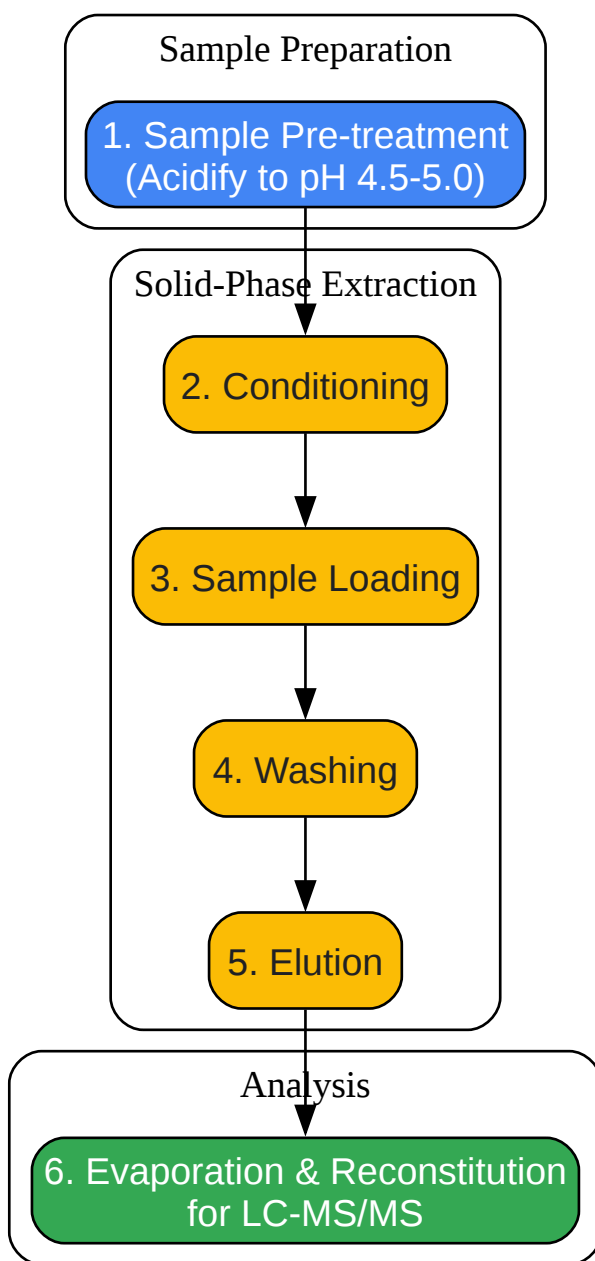 Sample Preparation
1. Sample Pre-treatment
(Acidify to pH 4.5-5.0)
Solid-Phase Extraction
2. Conditioning
3. Sample Loading
4. Washing
5. Elution
Analysis
6. Evaporation & Reconstitution
for LC-MS/MS